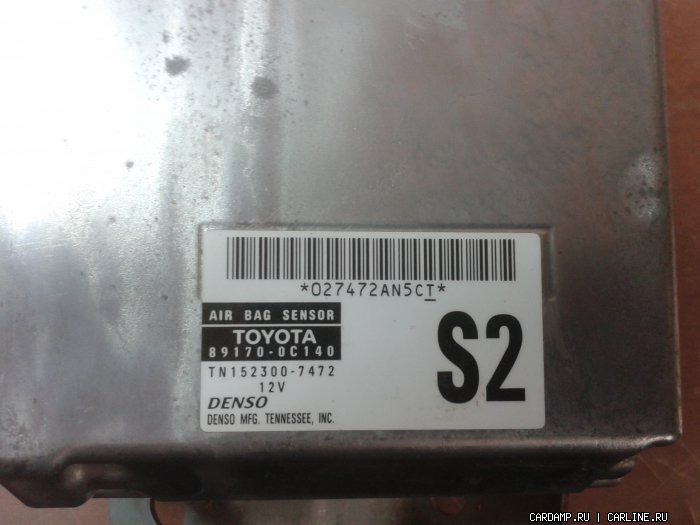 *027472AN5CT*
AIR BAG SENSOR
TOYOTA
89170-0C140
TN152300-7472
12V
DENSO
DENSO MFG. TENNESSEE, INC.
S2
CARDAMP.RU | CARLINE.RU